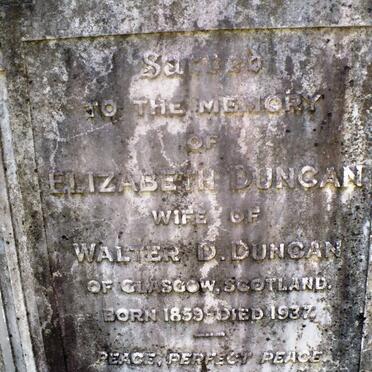 Sacred
TO THE MEMORY
OF
ELIZABETH DUNCAN
WIFE OF
WALTER D. DUNCAN
OF GLASGOW, SCOTLAND.
BORN 1859 DIED 1937.
PEACE, PERFECT PEACE